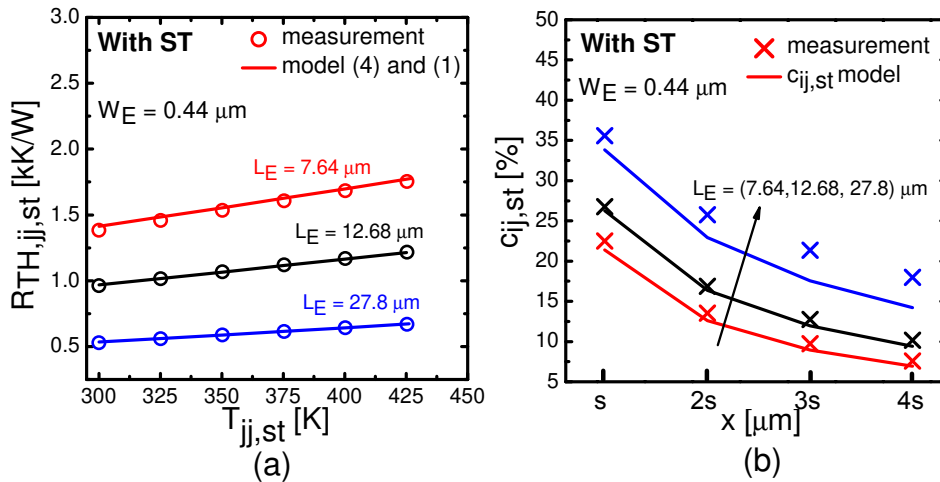 With ST
measurement
model (4) and (1)
W_E = 0.44 μm
L_E = 7.64 μm
L_E = 12.68 μm
L_E = 27.8 μm
R_TH,jj,st [kK/W]
3.0
2.5
2.0
1.5
1.0
0.5
300 325 350 375 400 425 450
T_jj,st [K]
(a)
With ST
measurement
c_ij,st model
W_E = 0.44 μm
L_E = (7.64,12.68, 27.8) μm
c_ij,st [%]
50
45
40
35
30
25
20
15
10
5
s 2s 3s 4s
x [μm]
(b)